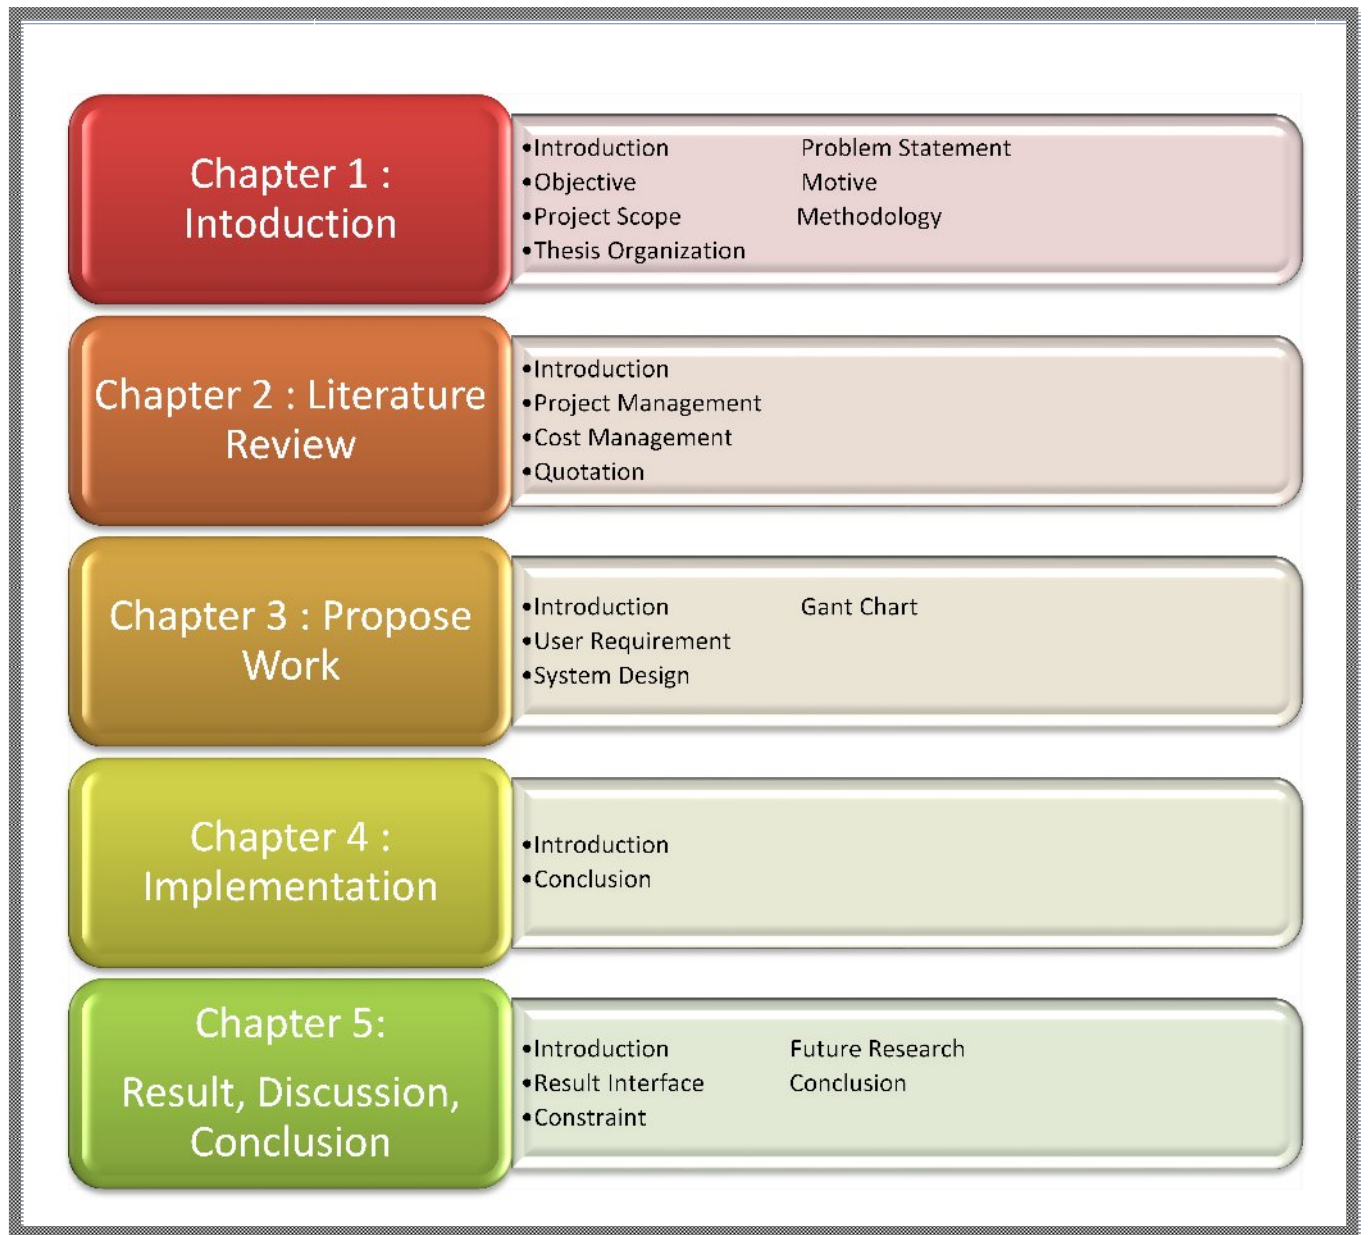 Chapter 1 :
Intoduction
•Introduction Problem Statement
•Objective Motive
•Project Scope Methodology
•Thesis Organization
Chapter 2 : Literature
Review
•Introduction
•Project Management
•Cost Management
•Quotation
Chapter 3 : Propose
Work
•Introduction Gant Chart
•User Requirement
•System Design
Chapter 4 :
Implementation
•Introduction
•Conclusion
Chapter 5:
Result, Discussion,
Conclusion
•Introduction Future Research
•Result Interface Conclusion
•Constraint